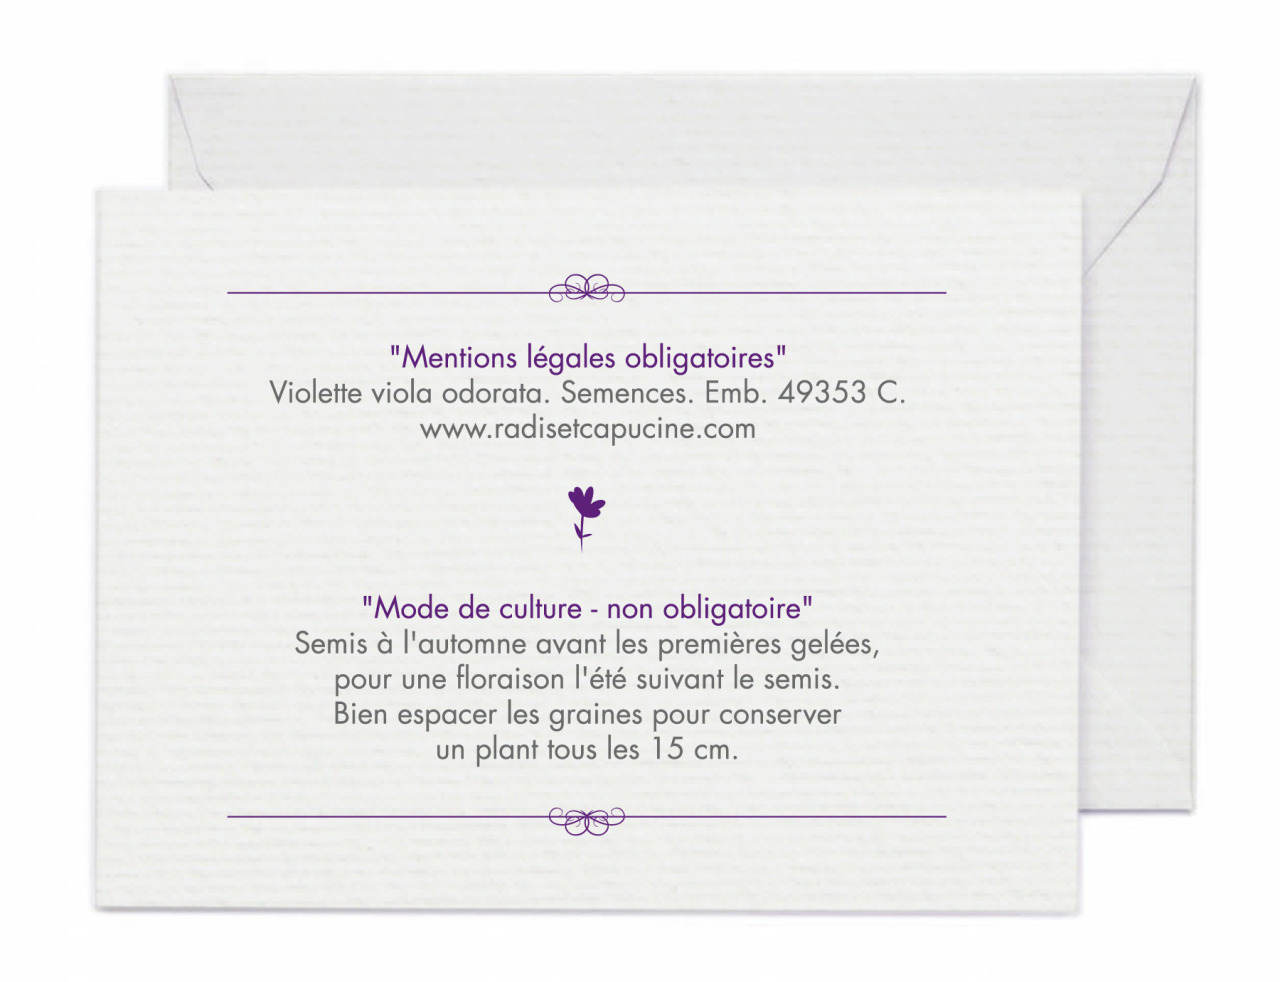 "Mentions légales obligatoires"
Violette viola odorata. Semences. Emb. 49353 C.
www.radisetcapucine.com
"Mode de culture - non obligatoire"
Semis à l'automne avant les premières gelées,
pour une floraison l'été suivant le semis.
Bien espacer les graines pour conserver
un plant tous les 15 cm.